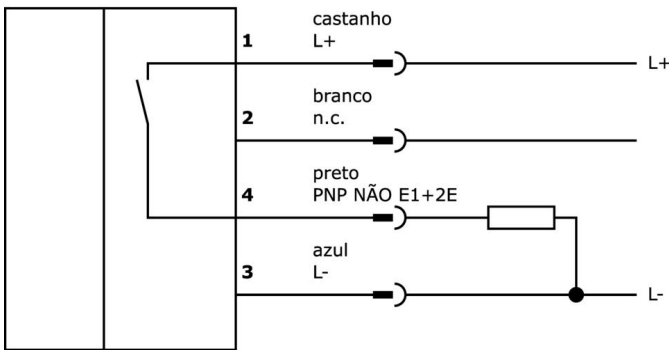 castanho
1 L+
L+
branco
2 n.c.
preto
4 PNP NÃO E1+2E
azul
3 L-
L-